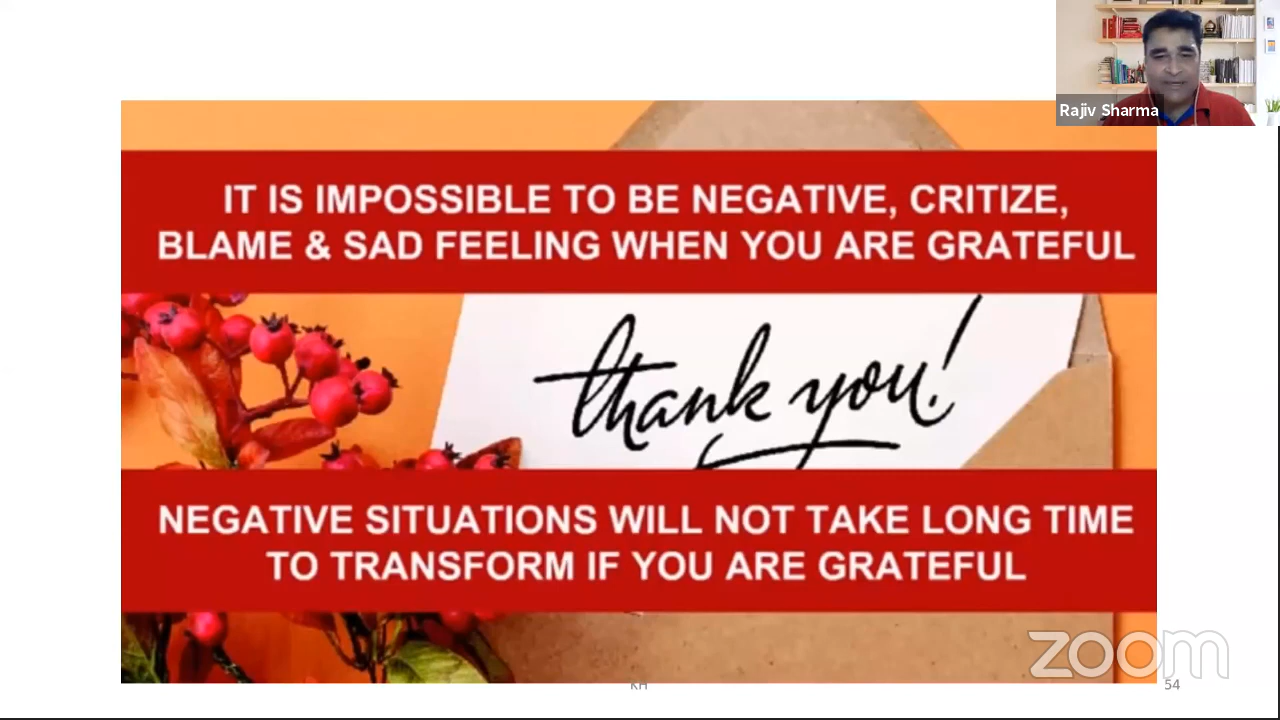 Rajiv Sharma
IT IS IMPOSSIBLE TO BE NEGATIVE, CRITIZE,
BLAME & SAD FEELING WHEN YOU ARE GRATEFUL
thank you!
NEGATIVE SITUATIONS WILL NOT TAKE LONG TIME
TO TRANSFORM IF YOU ARE GRATEFUL
zoom
KH
54